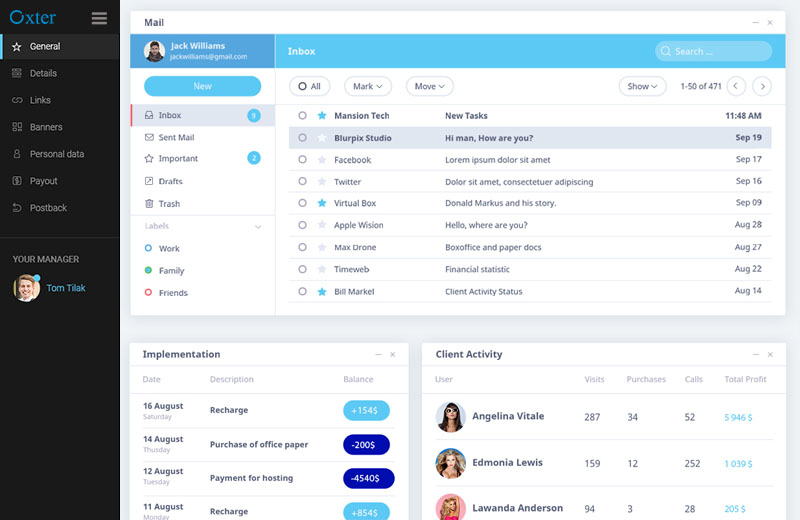 Oxter
General
Details
Links
Banners
Personal data
Payout
Postback
YOUR MANAGER
Tom Tilak
Mail
Jack Williams
jackwilliams@gmail.com
Inbox
Search ...
New
All
Mark
Move
Show
1-50 of 471
Inbox 9
Sent Mail
Important 2
Drafts
Trash
Labels
Work
Family
Friends
Mansion Tech New Tasks 11:48 AM
Blurpix Studio Hi man, How are you? Sep 19
Facebook Lorem ipsum dolor sit amet Sep 17
Twitter Dolor sit amet, consectetuer adipiscing Sep 16
Virtual Box Donald Markus and his story. Sep 09
Apple Wision Hello, where are you? Aug 28
Max Drone Boxoffice and paper docs Aug 27
Timeweb Financial statistic Aug 22
Bill Markel Client Activity Status Aug 14
Implementation
Date Description Balance
16 August
Saturday
Recharge +154$
14 August
Thusday
Purchase of office paper -200$
12 August
Tuesday
Payment for hosting -4540$
11 August
Monday
Recharge +854$
Client Activity
User Visits Purchases Calls Total Profit
Angelina Vitale 287 34 52 5 946 $
Edmonia Lewis 159 12 252 1 039 $
Lawanda Anderson 94 3 28 205 $